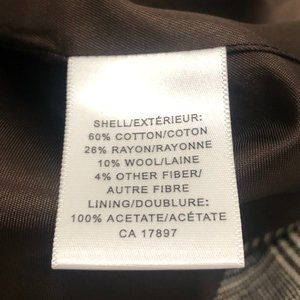 SHELL/EXTÉRIEUR:
60% COTTON/COTON
26% RAYON/RAYONNE
10% WOOL/LAINE
4% OTHER FIBER/
AUTRE FIBRE
LINING/DOUBLURE:
100% ACETATE/ACÉTATE
CA 17897